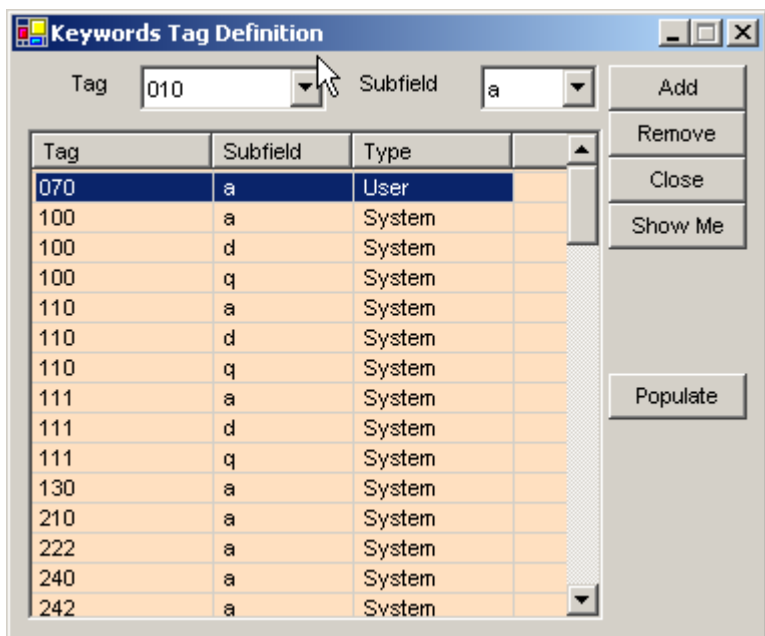 Keywords Tag Definition
Tag 010 Subfield a Add
Remove
Close
Show Me
Populate
Tag Subfield Type
070 a User
100 a System
100 d System
100 q System
110 a System
110 d System
110 q System
111 a System
111 d System
111 q System
130 a System
210 a System
222 a System
240 a System
242 a System